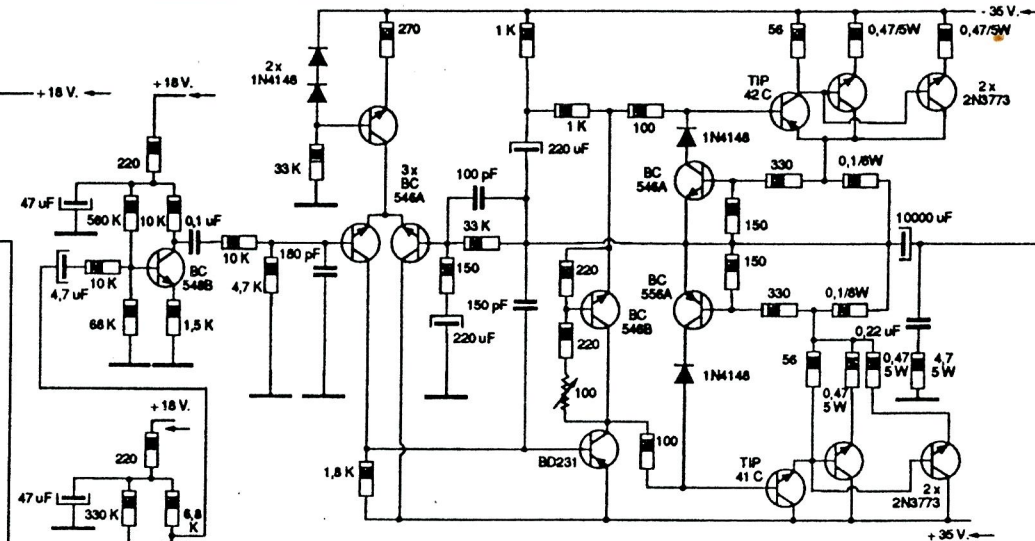 - 35 V.
270
1 K
56
0,47/5W
0,47/5W
2 x
1N4148
+18 V.
+18 V.
TIP
42 C
2 x
2N3773
1 K
100
1N4148
220
33 K
3 x
BC
546A
220 uF
100 pF
BC
546A
330
0,1/8W
47 uF
560 K
10K
0,1 uF
33 K
150
10000 uF
10 K
180 pF
10 K
BC
548B
4,7 uF
4,7 K
150
220
150
150 pF
BC
556A
330
0,1/8W
68 K
1,5 K
220 uF
BC
546B
220
0,22 uF
56
0,47
5 W
4,7
5 W
1N4148
100
0,47
5 W
+ 18 V.
220
100
1,8 K
BD231
TIP
41 C
47 uF
330 K
6,8
K
2 x
2N3773
+ 35 V.